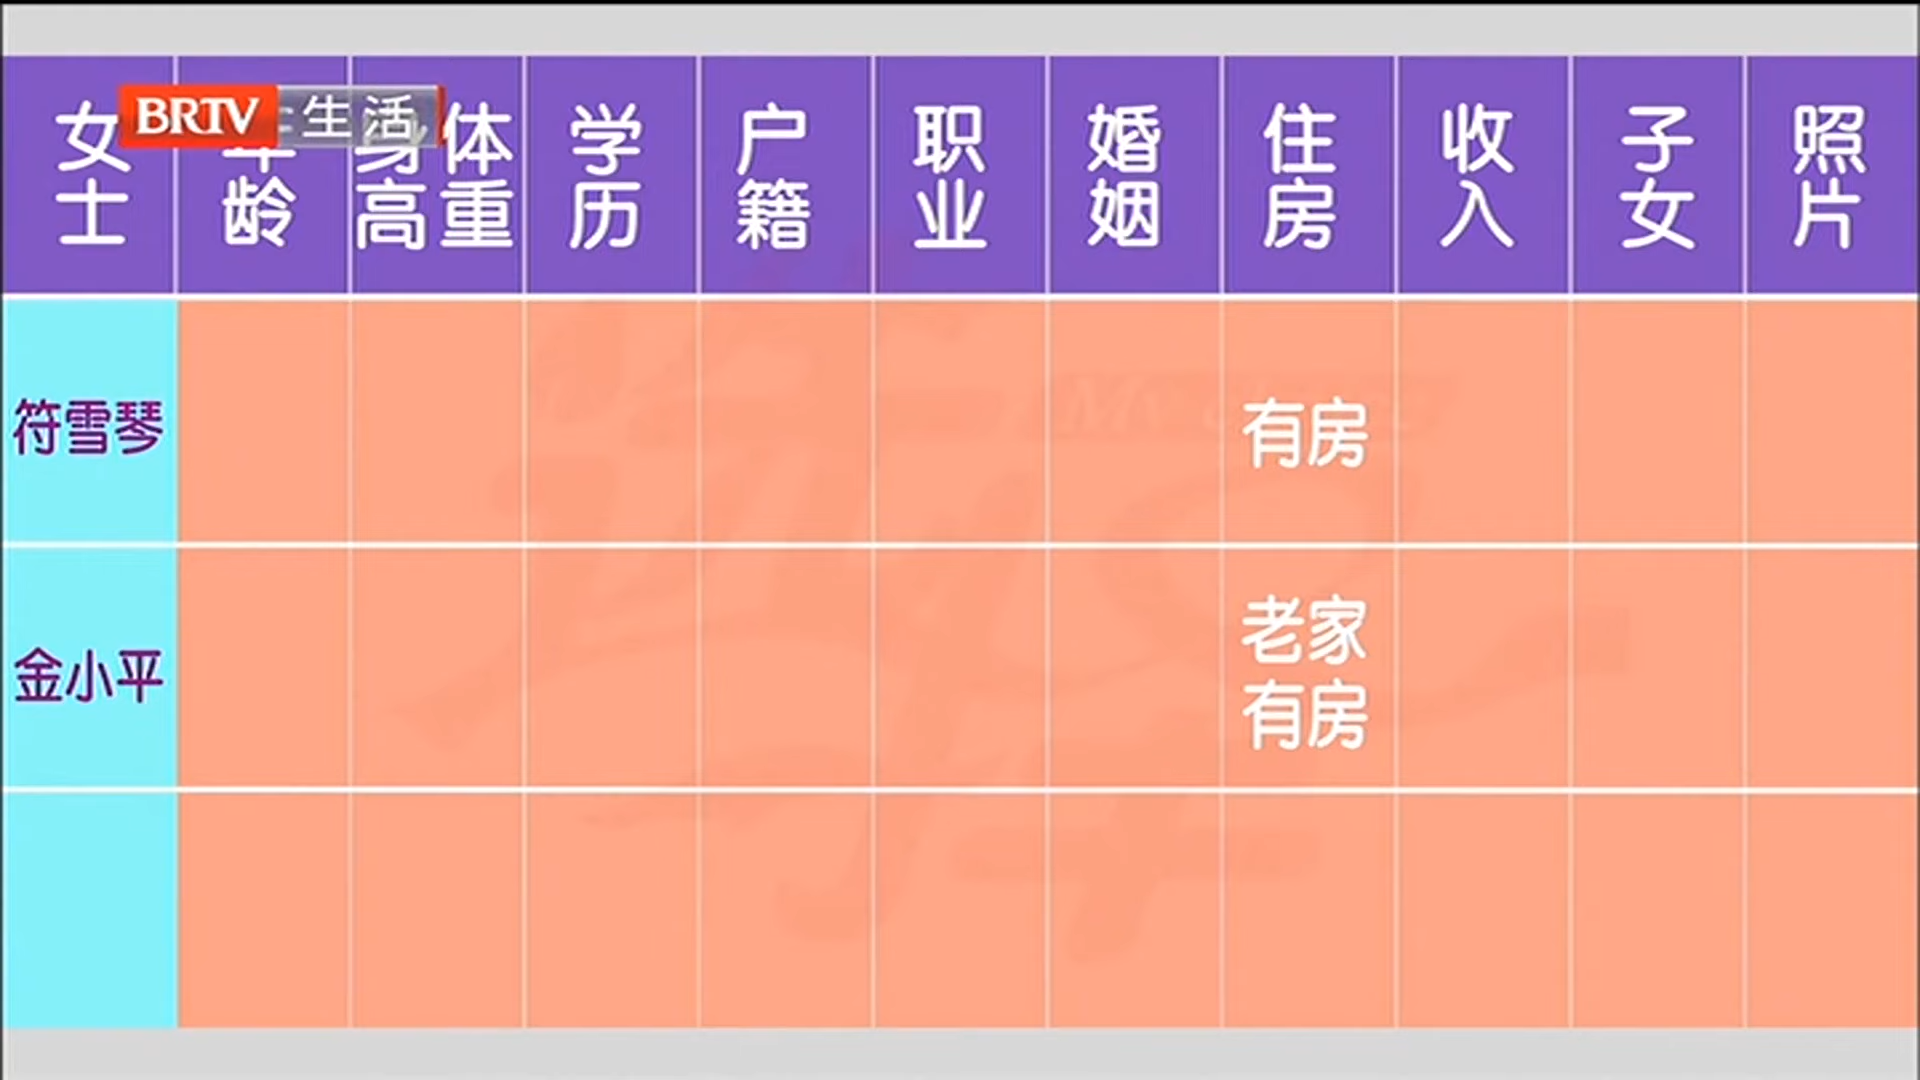 BRTV 生活
女士 年龄 身高 体重 学历 户籍 职业 婚姻 住房 收入 子女 照片
符雪琴 有房
金小平 老家有房